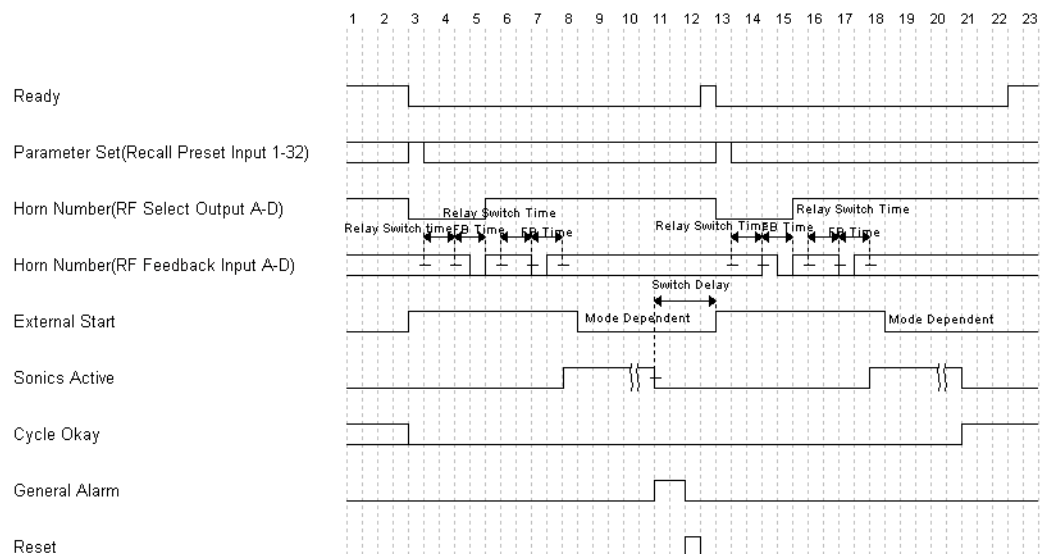 1 2 3 4 5 6 7 8 9 10 11 12 13 14 15 16 17 18 19 20 21 22 23
Ready
Parameter Set(Recall Preset Input 1-32)
Horn Number(RF Select Output A-D)
Relay Switch Time
Relay Switch Time
Relay Switch time
FB Time
FB Time
Relay Switch Time
FB Time
FB Time
Horn Number(RF Feedback Input A-D)
Switch Delay
External Start
Mode Dependent
Mode Dependent
Sonics Active
Cycle Okay
General Alarm
Reset